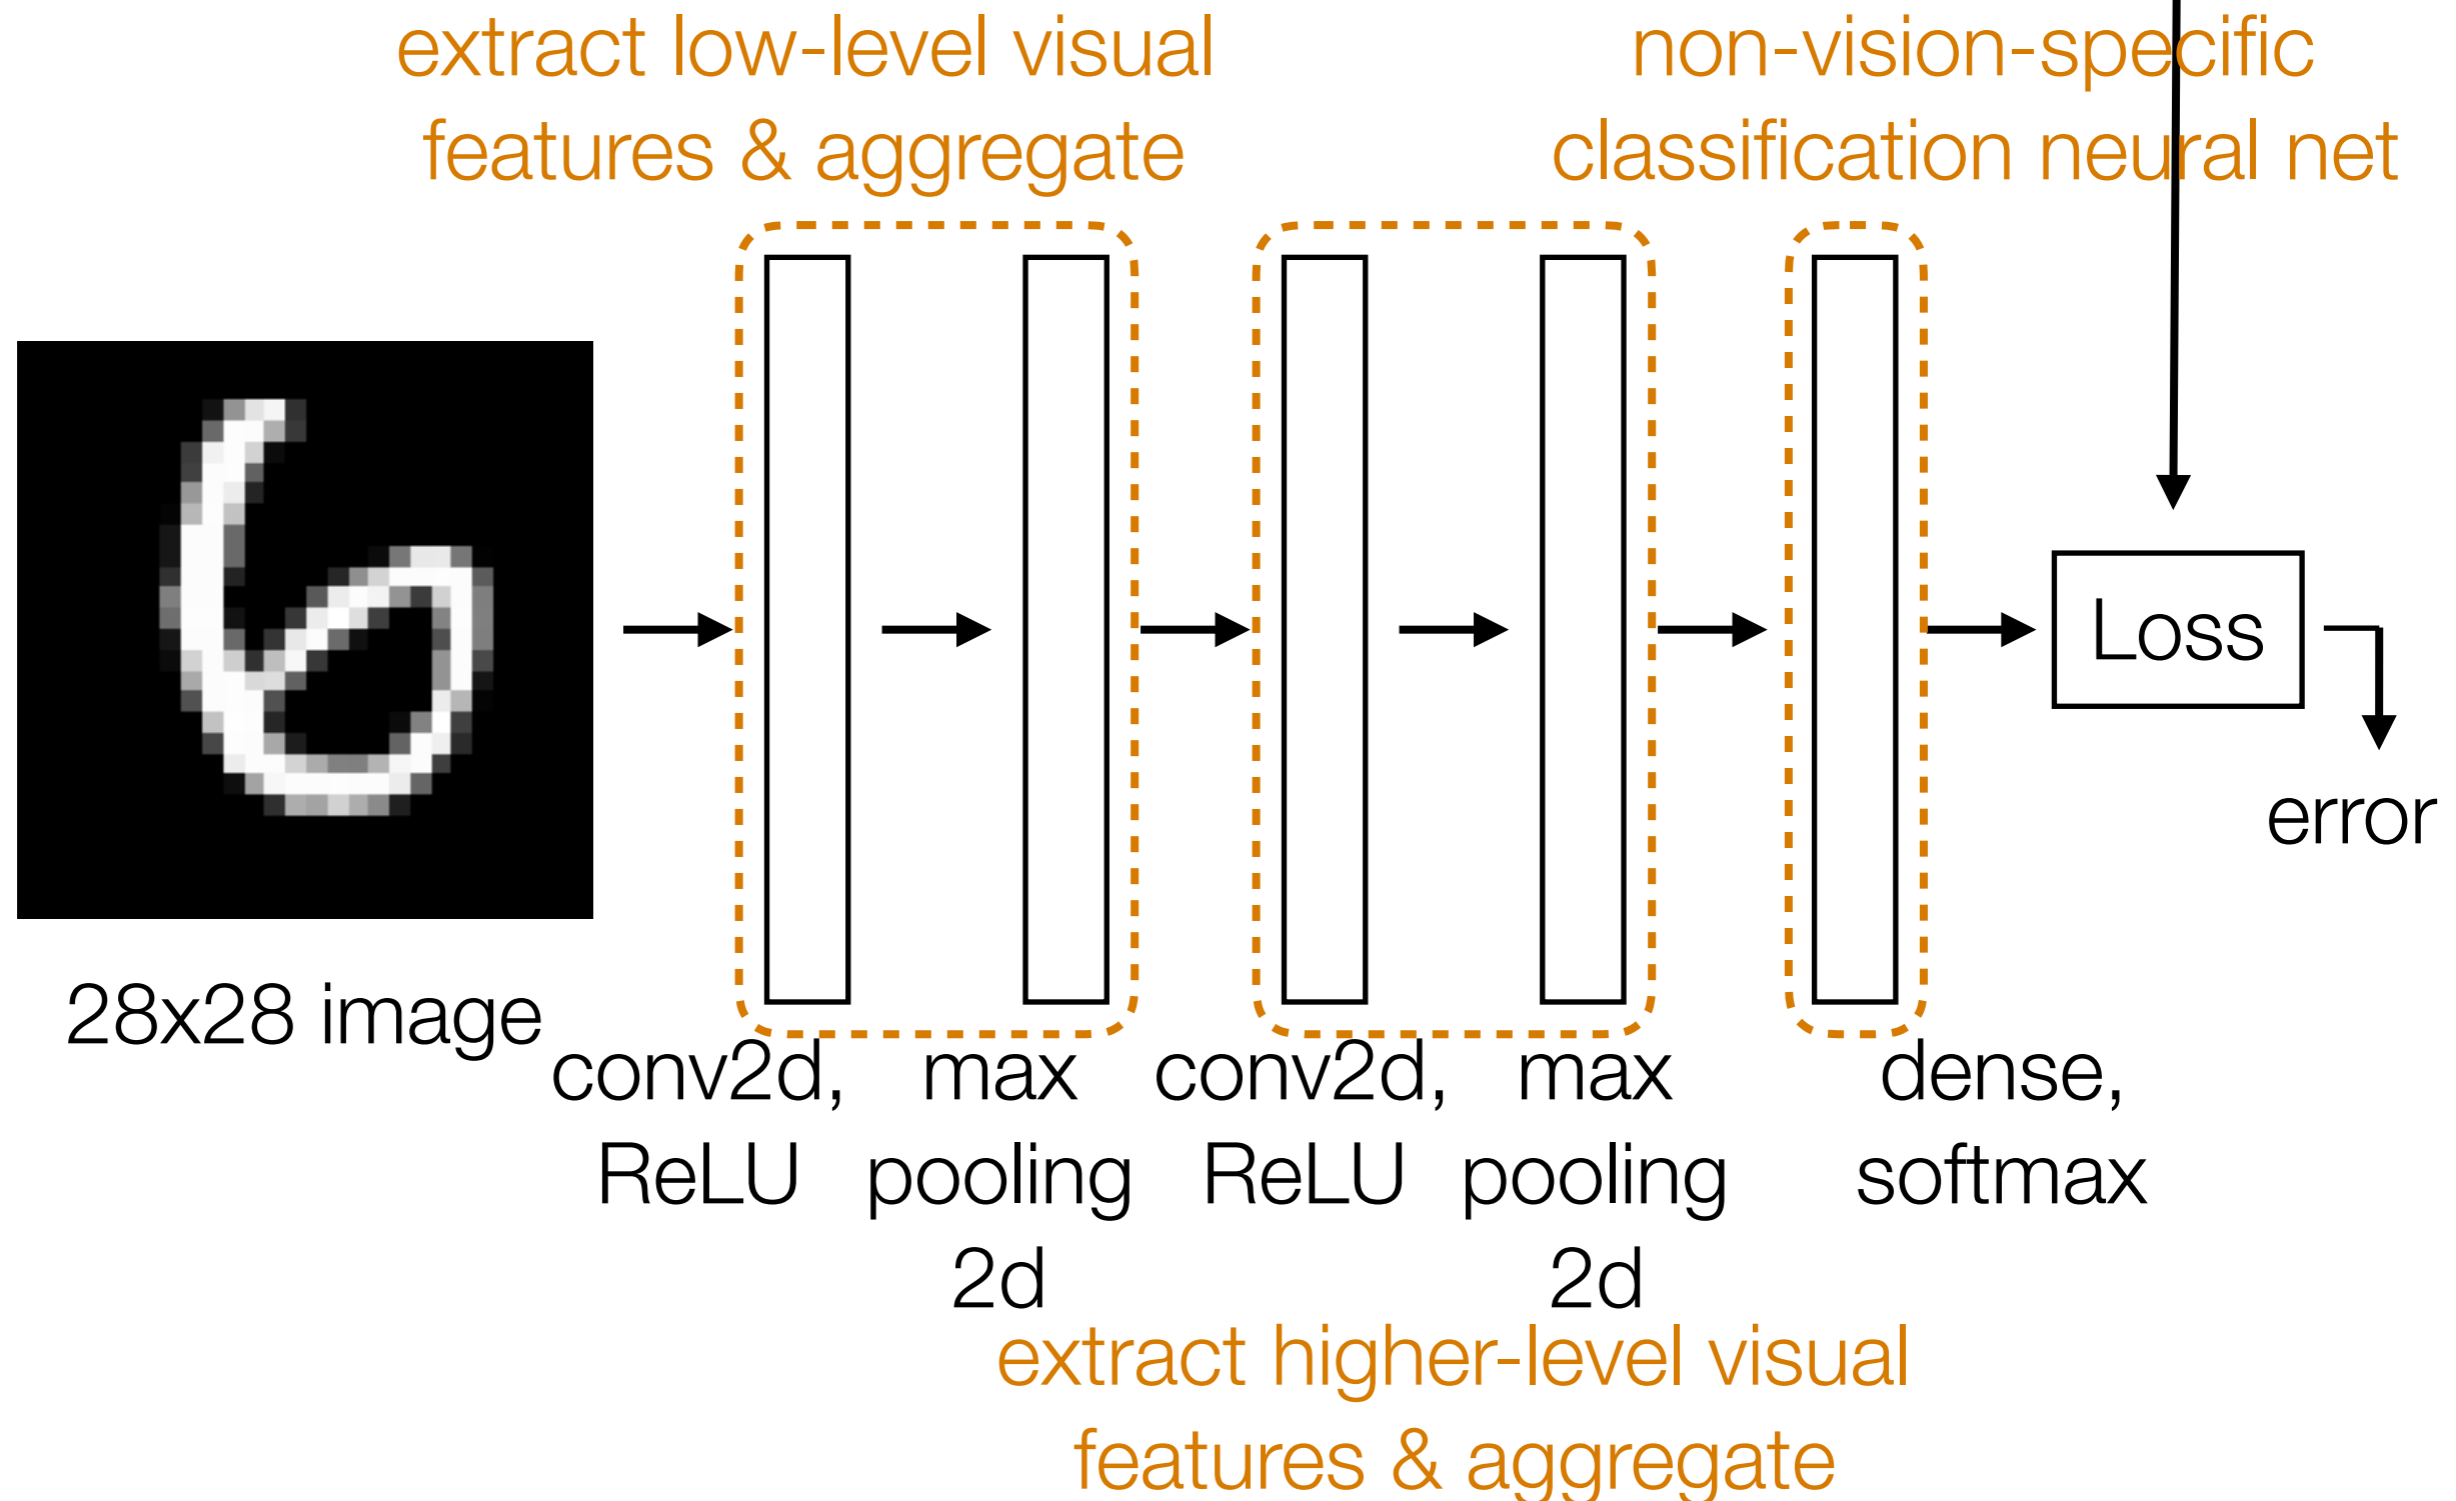 extract low-level visual
features & aggregate
non-vision-specific
classification neural net
Loss
error
28x28 image
conv2d,
ReLU
max
pooling
2d
conv2d,
ReLU
max
pooling
2d
dense,
softmax
extract higher-level visual
features & aggregate